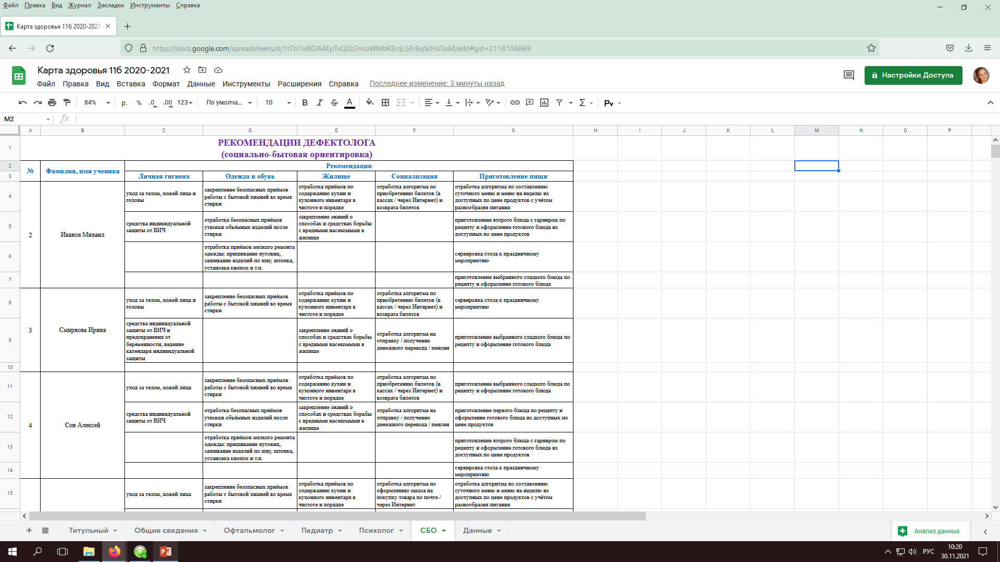 Файл Правка Вид Журнал Закладки Инструменты Справка
Карта здоровья 11б 2020-2021
https://docs.google.com/spreadsheets/d/1tTb1IxBGXi4EpTvQ0z2ncuWMbKErqL5Er6qScHaTo84/edit#gid=2118106869
Карта здоровья 11б 2020-2021
Файл Правка Вид Вставка Формат Данные Инструменты Расширения Справка Последнее изменение: 3 минуты назад
Настройки Доступа
84% р. % .0 .00 123 По умолча... 10 B I S A Σ Ру
M2 fx
A B C D E F G H I J K L M N O P
1
РЕКОМЕНДАЦИИ ДЕФЕКТОЛОГА
(социально-бытовая ориентировка)
2 № Фамилия, имя ученика Рекомендации
3 Личная гигиена Одежда и обувь Жилище Социализация Приготовление пищи
2
Иванов Михаил
4
уход за телом, кожей лица и
головы
закрепление безопасных приёмов
работы с бытовой химией во время
стирки
отработка приёмов по
содержанию кухни и
кухонного инвентаря в
чистоте и порядке
отработка алгоритма по
приобретению билетов (в
кассах / через Интернет) и
возврата билетов
отработка алгоритма по составлению
суточного меню и меню на неделю из
доступных по цене продуктов с учётом
разнообразия питания
5
средства индивидуальной
защиты от ВИЧ
отработка безопасных приёмов
утюжки объёмных изделий после
стирки
закрепление знаний о
способах и средствах борьбы
с вредными насекомыми в
жилище
приготовление второго блюда с гарниром по
рецепту и оформление готового блюда из
доступных по цене продуктов
6
отработка приёмов мелкого ремонта
одежды: пришивание пуговиц,
зашивание изделий по шву, штопка,
установка кнопок и т.п.
сервировка стола к праздничному
мероприятию
7
приготовление выбранного сладкого блюда по
рецепту и оформление готового блюда
3
Смирнова Ирина
8
уход за телом, кожей лица и
головы
закрепление безопасных приёмов
работы с бытовой химией во время
стирки
отработка приёмов по
содержанию кухни и
кухонного инвентаря в
чистоте и порядке
отработка алгоритма по
приобретению билетов (в
кассах / через Интернет) и
возврата билетов
сервировка стола к праздничному
мероприятию
9
средства индивидуальной
защиты от ВИЧ и
предохранения от
беременности, ведение
календаря индивидуальной
защиты
закрепление знаний о
способах и средствах борьбы
с вредными насекомыми в
жилище
отработка алгоритма на
отправку / получение
денежного перевода / пенсии
приготовление выбранного сладкого блюда по
рецепту и оформление готового блюда
10
4
Сон Алексей
11
уход за телом, кожей лица
закрепление безопасных приёмов
работы с бытовой химией во время
стирки
отработка приёмов по
содержанию кухни и
кухонного инвентаря в
чистоте и порядке
отработка алгоритма по
приобретению билетов (в
кассах / через Интернет) и
возврата билетов
приготовление выбранного сладкого блюда по
рецепту и оформление готового блюда
12
средства индивидуальной
защиты от ВИЧ
отработка безопасных приёмов
утюжки объёмных изделий после
стирки
закрепление знаний о
способах и средствах борьбы
с вредными насекомыми в
жилище
отработка алгоритма на
отправку / получение
денежного перевода / пенсии
приготовление первого блюда по рецепту и
оформление готового блюда из доступных по
цене продуктов
13
отработка приёмов мелкого ремонта
одежды: пришивание пуговиц,
зашивание изделий по шву, штопка,
установка кнопок и т.п.
приготовление второго блюда с гарниром по
рецепту и оформление готового блюда из
доступных по цене продуктов
14
сервировка стола к праздничному
мероприятию
15
уход за телом, кожей лица
закрепление безопасных приёмов
работы с бытовой химией во время
стирки
отработка приёмов по
содержанию кухни и
кухонного инвентаря в
чистоте и порядке
отработка алгоритма по
оформлению заказа на
покупку товара по почте /
через Интернет
отработка алгоритма по составлению
суточного меню и меню на неделю из
доступных по цене продуктов с учётом
разнообразия питания
Титульный Общие сведения Офтальмолог Педиатр Психолог СБО Данные Анализ данных
РУС
10:20
30.11.2021